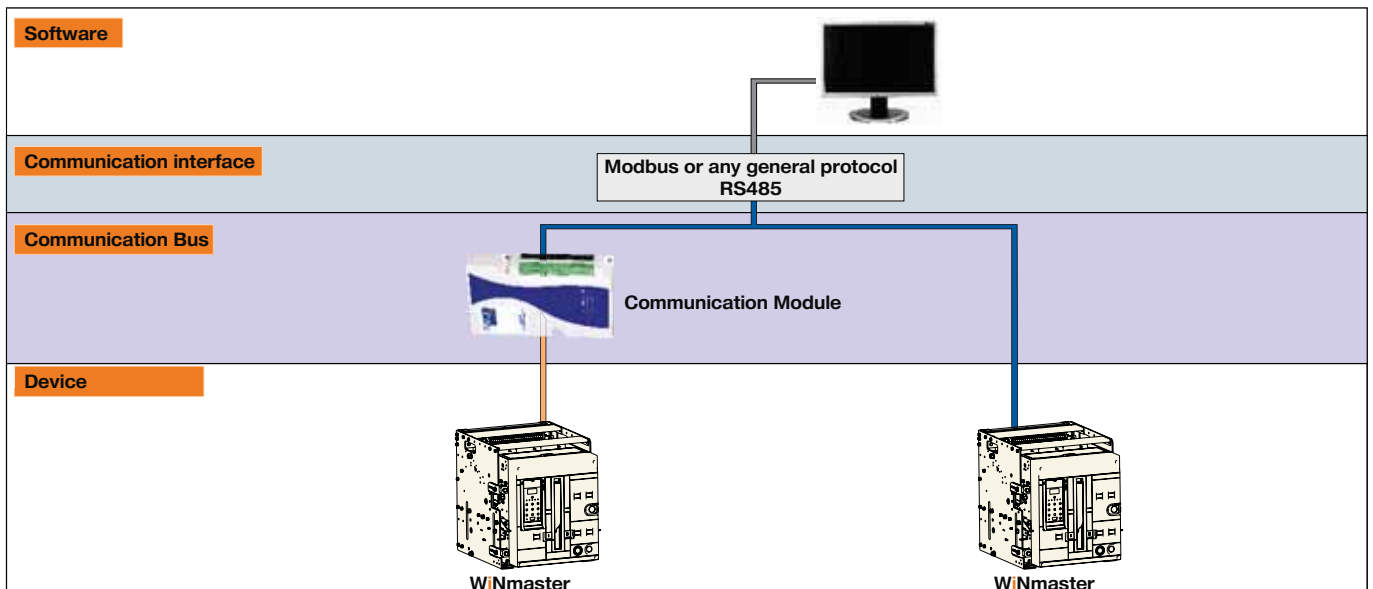 Software
Communication interface
Modbus or any general protocol
RS485
Communication Bus
Communication Module
Device
WiNmaster
WiNmaster